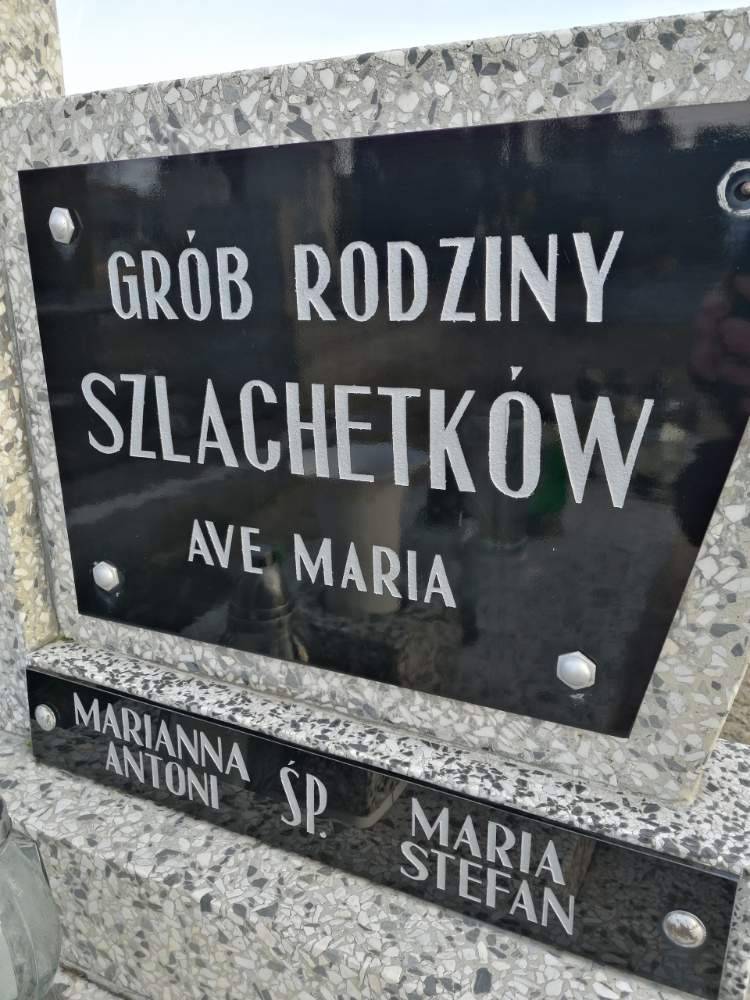 GRÓB RODZINY
SZLACHETKÓW
AVE MARIA
MARIANNA
ANTONI
ŚP.
MARIA
STEFAN